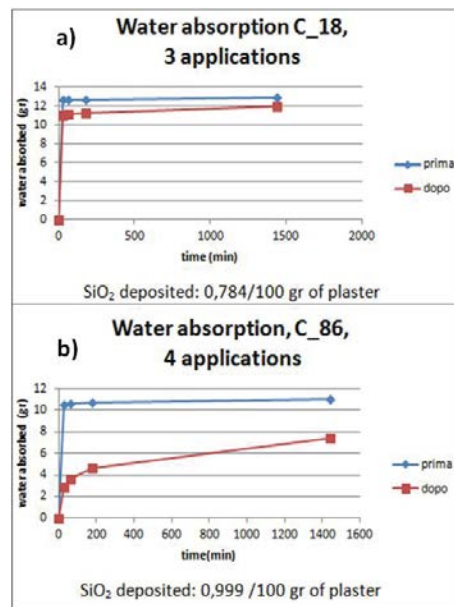 a) Water absorption C_18,
3 applications
14
12
10
8
6
4
2
0
water absorbed (gr)
0 500 1000 1500 2000
time (min)
prima
dopo
SiO₂ deposited: 0,784/100 gr of plaster
b) Water absorption, C_86,
4 applications
12
10
8
6
4
2
0
water absorbed (gr)
0 200 400 600 800 1000 1200 1400 1600
time(min)
prima
dopo
SiO₂ deposited: 0,999 /100 gr of plaster